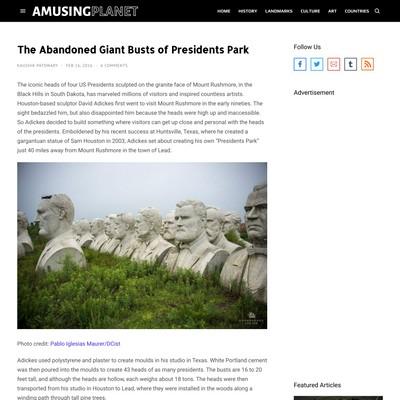 AMUSINGPLANET
HOME HISTORY LANDMARKS CULTURE ART COUNTRIES
The Abandoned Giant Busts of Presidents Park
KAUSHIK PATOWARY FEB 16, 2016 6 COMMENTS
The iconic heads of four US Presidents sculpted on the granite face of Mount Rushmore, in the
Black Hills in South Dakota, has marveled millions of visitors and inspired countless artists.
Houston-based sculptor David Adickes first went to visit Mount Rushmore in the early nineties. The
sight bedazzled him, but also disappointed him because the heads were high up and inaccessible.
So Adickes decided to build something where visitors can get up close and personal with the heads
of the presidents. Emboldened by his recent success at Huntsville, Texas, where he created a
gargantuan statue of Sam Houston in 2003, Adickes set about creating his own “Presidents Park”
just 40 miles away from Mount Rushmore in the town of Lead.
Photo credit: Pablo Iglesias Maurer/DCist
Adickes used polystyrene and plaster to create moulds in his studio in Texas. White Portland cement
was then poured into the moulds to create 43 heads of as many presidents. The busts are 16 to 20
feet tall, and although the heads are hollow, each weighs about 18 tons. The heads were then
transported from his studio in Houston to Lead, where they were installed in the woods along a
winding path through tall pine trees.
Follow Us
Advertisement
Featured Articles